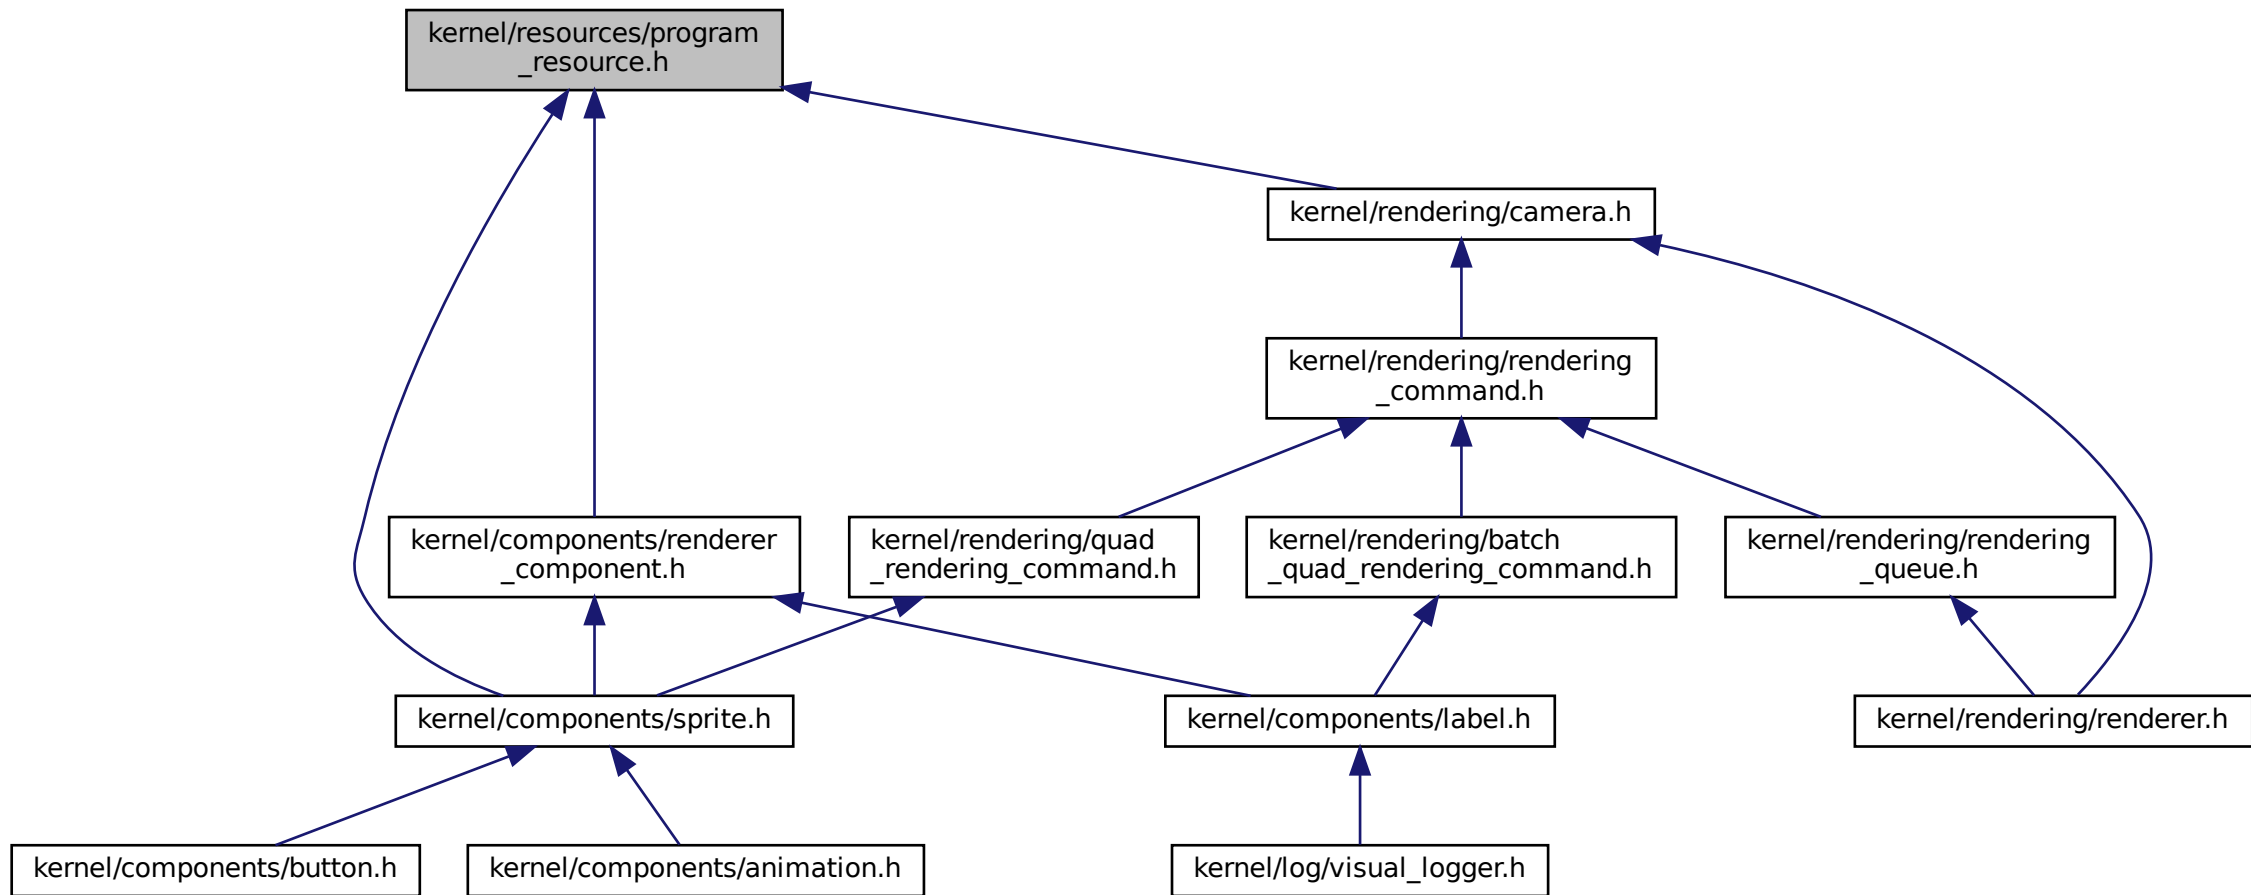 kernel/resources/program
_resource.h
kernel/rendering/camera.h
kernel/rendering/rendering
_command.h
kernel/components/renderer
_component.h
kernel/rendering/quad
_rendering_command.h
kernel/rendering/batch
_quad_rendering_command.h
kernel/rendering/rendering
_queue.h
kernel/components/sprite.h
kernel/components/label.h
kernel/rendering/renderer.h
kernel/components/button.h
kernel/components/animation.h
kernel/log/visual_logger.h